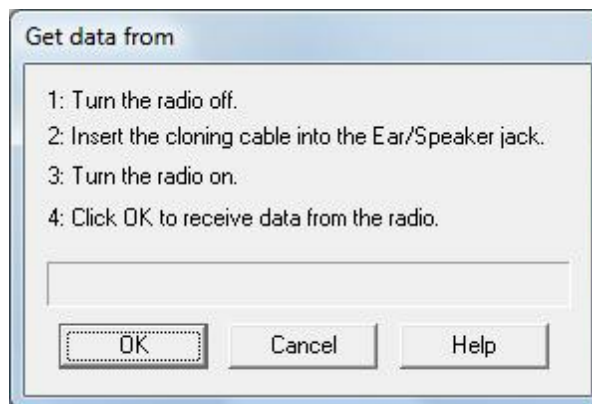 Get data from
1: Turn the radio off.
2: Insert the cloning cable into the Ear/Speaker jack.
3: Turn the radio on.
4: Click OK to receive data from the radio.
OK Cancel Help